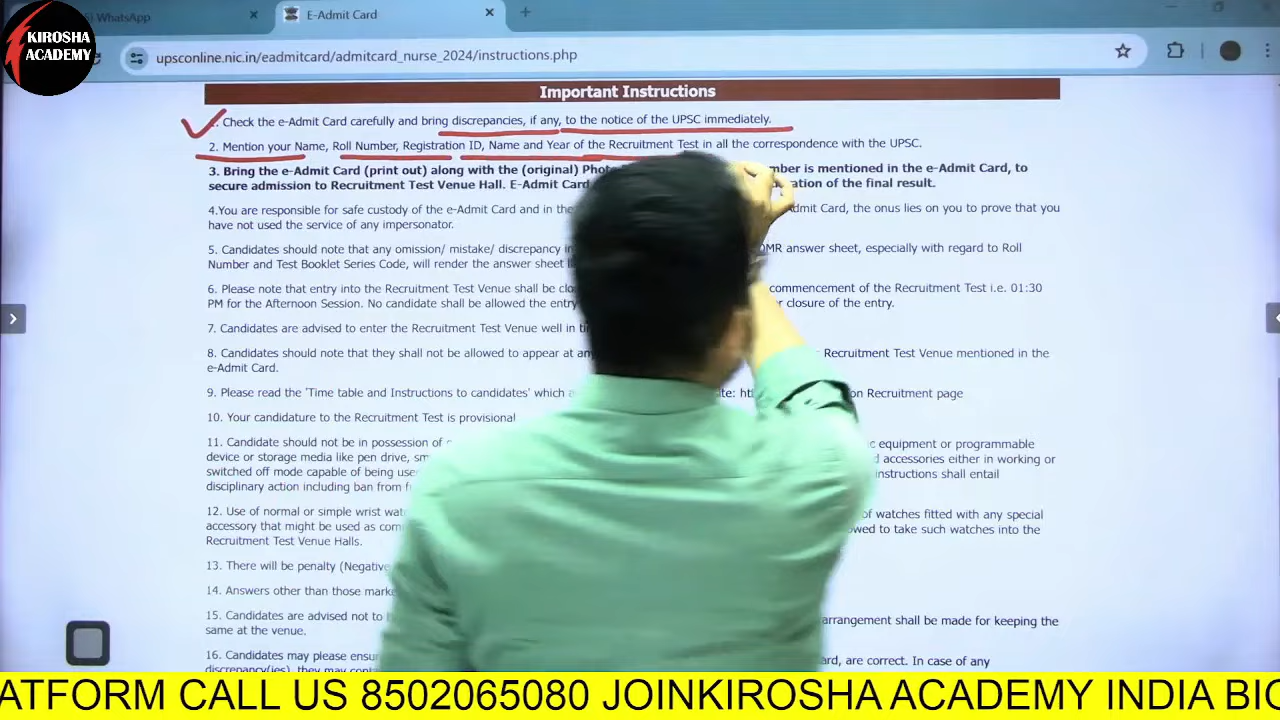 WhatsApp
E-Admit Card
KIROSHA
ACADEMY
upsconline.nic.in/eadmitcard/admitcard_nurse_2024/instructions.php
Important Instructions
1. Check the e-Admit Card carefully and bring discrepancies, if any, to the notice of the UPSC immediately.
2. Mention your Name, Roll Number, Registration ID, Name and Year of the Recruitment Test in all the correspondence with the UPSC.
3. Bring the e-Admit Card (print out) along with the (original) is mentioned in the e-Admit Card, to
secure admission to Recruitment Test Venue Hall. E-Admit Card of the final result.
4.You are responsible for safe custody of the e-Admit Card and in the Admit Card, the onus lies on you to prove that you
have not used the service of any impersonator.
5. Candidates should note that any omission/ mistake/ discrepancy in OMR answer sheet, especially with regard to Roll
Number and Test Booklet Series Code, will render the answer sheet
6. Please note that entry into the Recruitment Test Venue shall be commencement of the Recruitment Test i.e. 01:30
PM for the Afternoon Session. No candidate shall be allowed the entry closure of the entry.
7. Candidates are advised to enter the Recruitment Test Venue well in
8. Candidates should note that they shall not be allowed to appear at Recruitment Test Venue mentioned in the
e-Admit Card.
9. Please read the 'Time table and Instructions to candidates' which on Recruitment page
10. Your candidature to the Recruitment Test is provisional
11. Candidate should not be in possession of equipment or programmable
device or storage media like pen drive, accessories either in working or
switched off mode capable of being instructions shall entail
disciplinary action including ban from
12. Use of normal or simple wrist of watches fitted with any special
accessory that might be used as to take such watches into the
Recruitment Test Venue Halls.
13. There will be penalty (Negative
14. Answers other than those
15. Candidates are advised not to arrangement shall be made for keeping the
same at the venue.
16. Candidates may please are correct. In case of any
discrepancy(ies), they may
ATFORM CALL US 8502065080 JOINKIROSHA ACADEMY INDIA